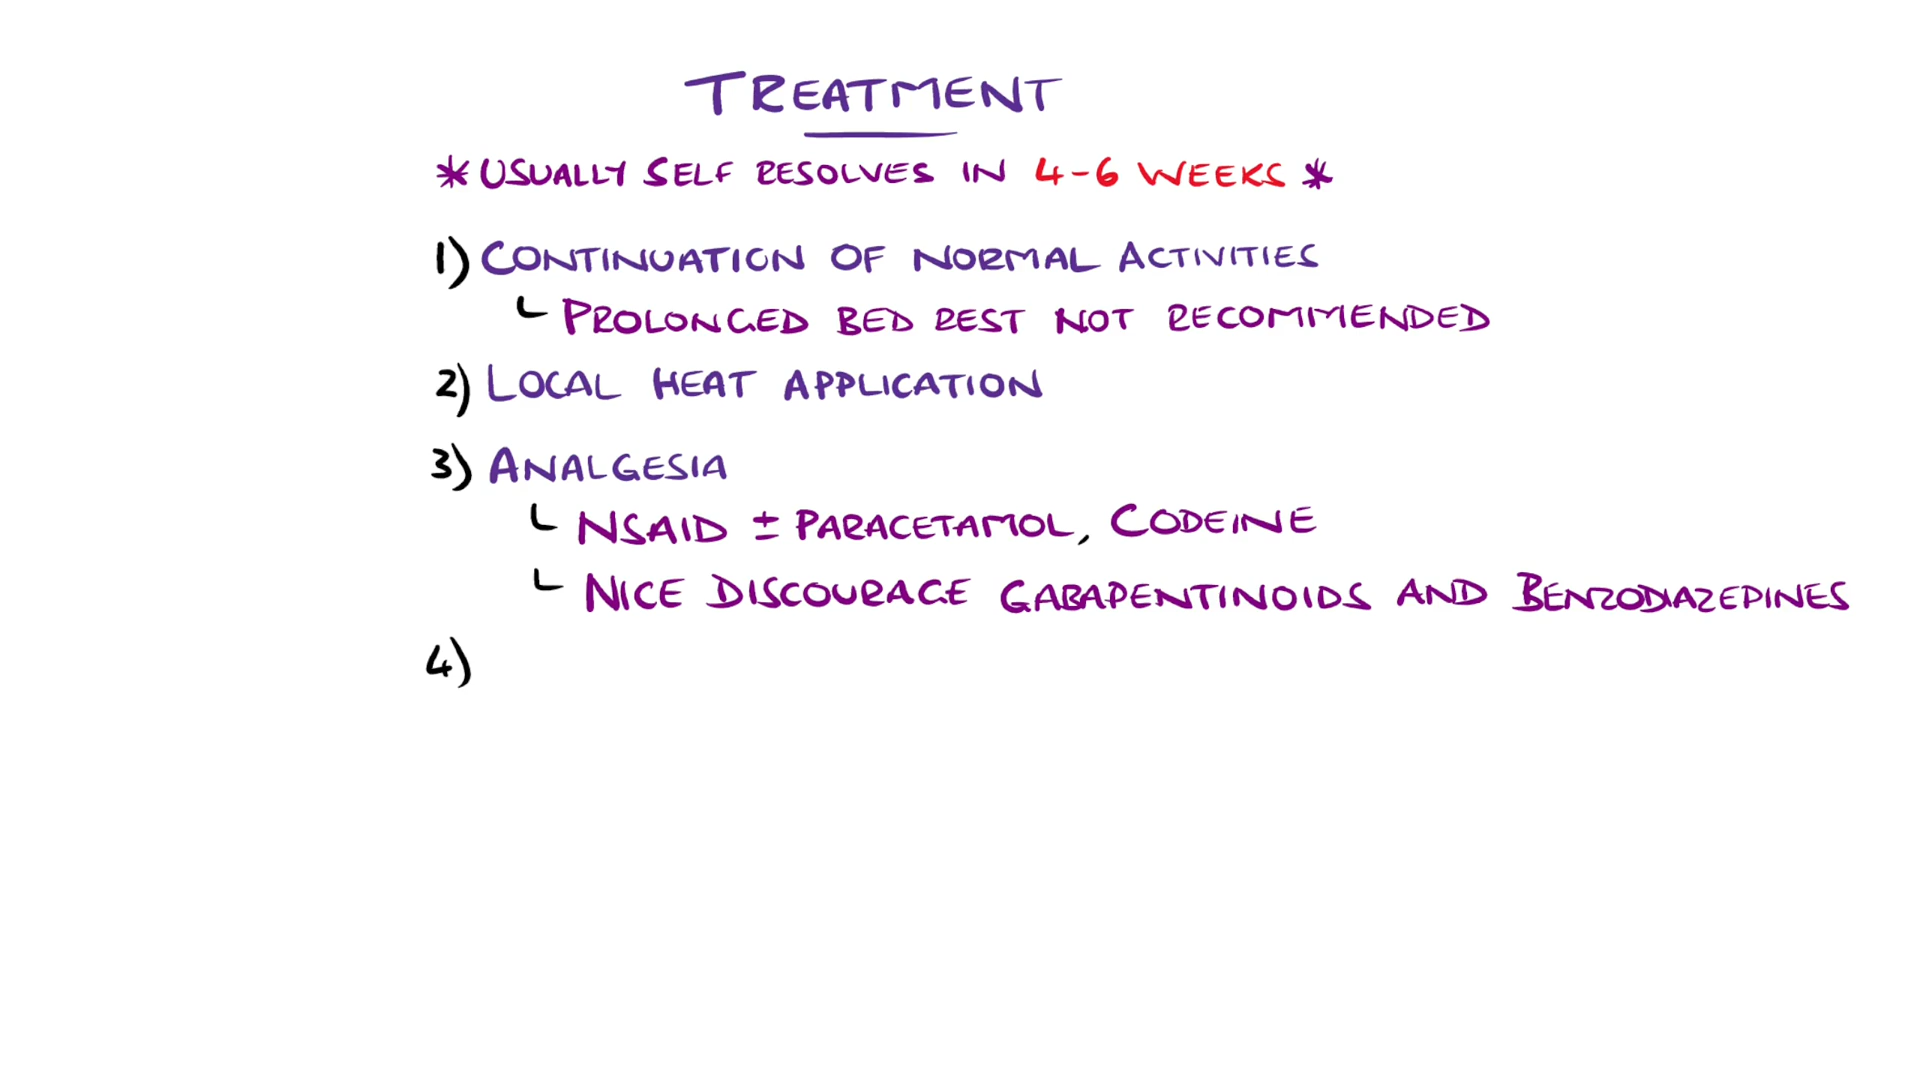 TREATMENT
* USUALLY SELF RESOLVES IN 4-6 WEEKS *
1) CONTINUATION OF NORMAL ACTIVITIES
PROLONGED BED REST NOT RECOMMENDED
2) LOCAL HEAT APPLICATION
3) ANALGESIA
NSAID ± PARACETAMOL, CODEINE
NICE DISCOURAGE GABAPENTINOIDS AND BENZODIAZEPINES
4)